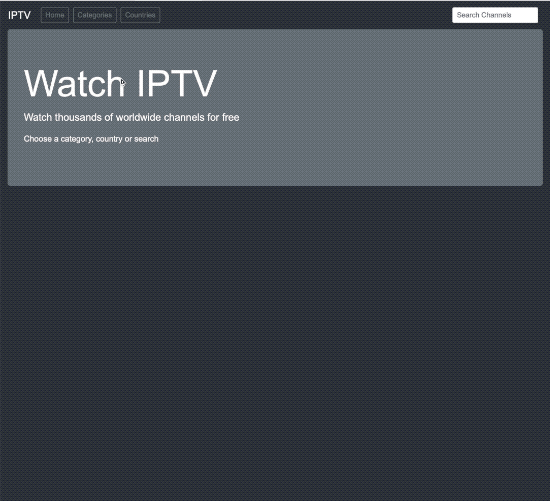 IPTV Home Categories Countries Search Channels
Watch IPTV
Watch thousands of worldwide channels for free
Choose a category, country or search